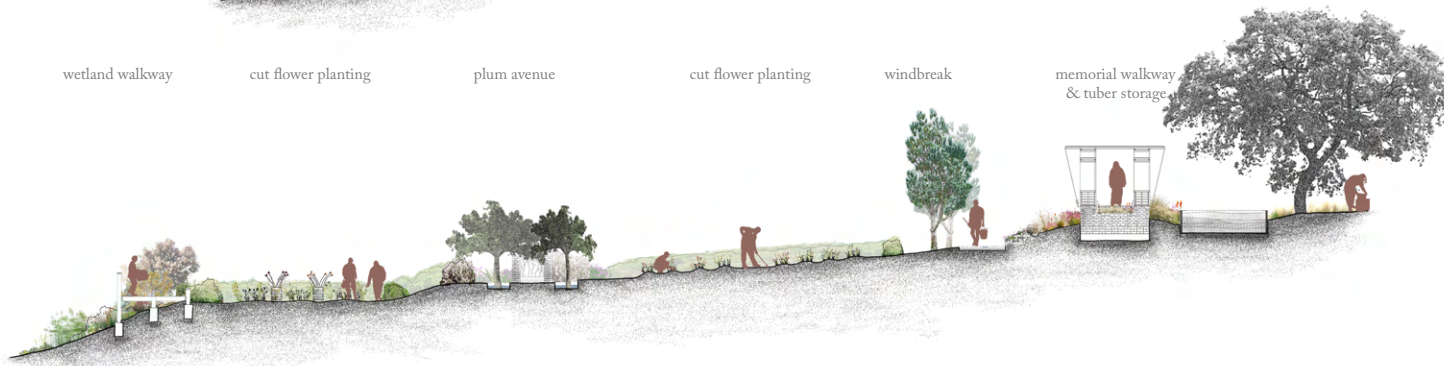 wetland walkway
cut flower planting
plum avenue
cut flower planting
windbreak
memorial walkway
& tuber storage